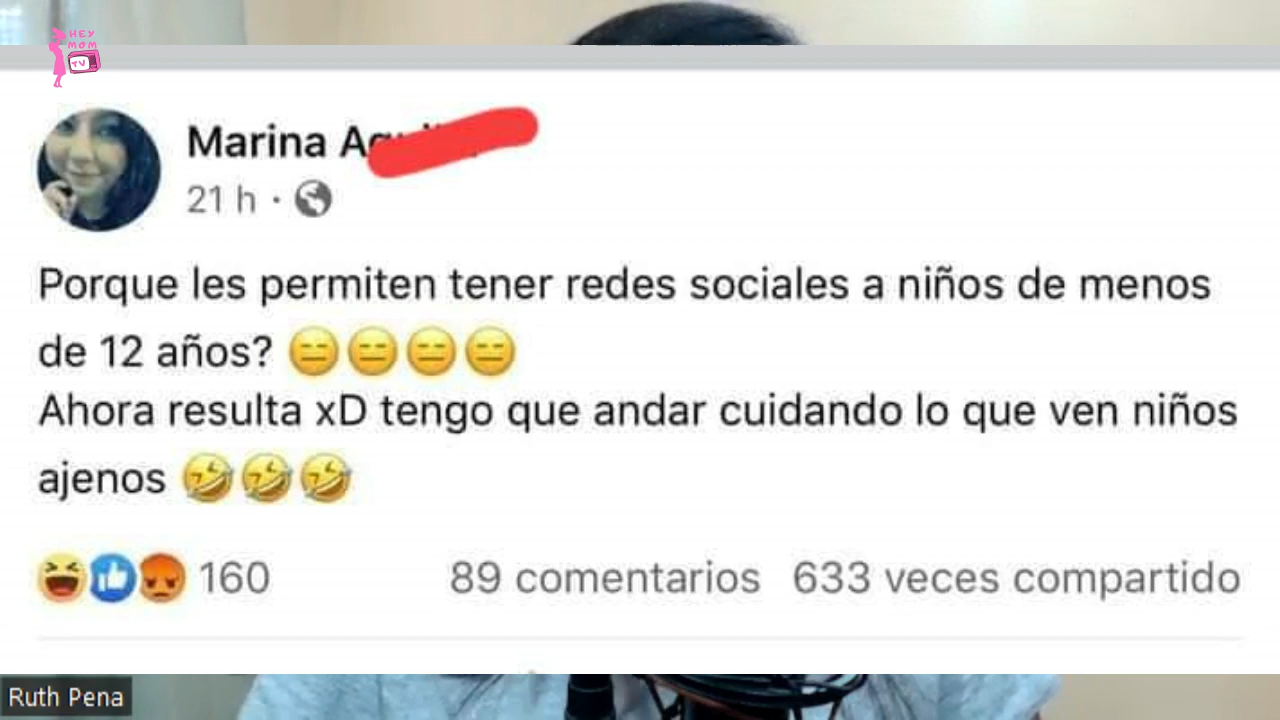 HEY
MOM
TV
Marina
21 h ·
Porque les permiten tener redes sociales a niños de menos
de 12 años? 😑😑😑😑
Ahora resulta xD tengo que andar cuidando lo que ven niños
ajenos 🤣🤣🤣
160 89 comentarios 633 veces compartido
Ruth Pena